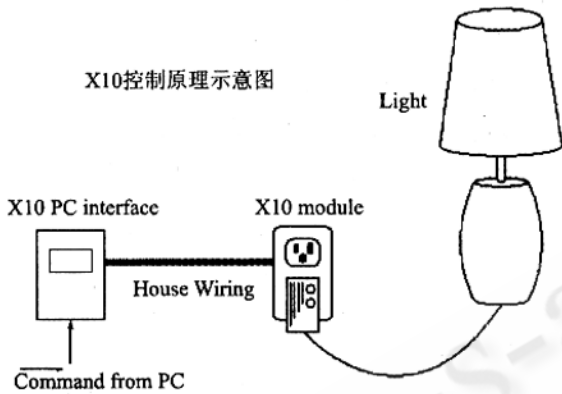 X10控制原理示意图
Light
X10 PC interface
X10 module
House Wiring
Command from PC